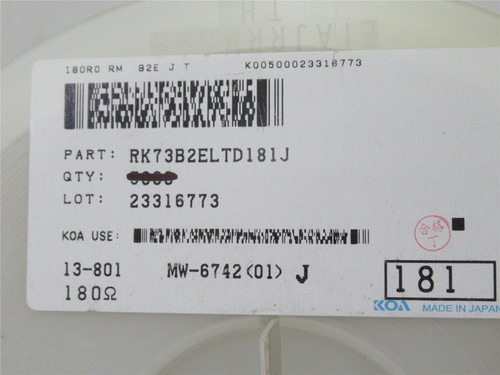 180R0 RM B2E J T K00500023316773
PART: RK73B2ELTD181J
QTY:
LOT: 23316773
KOA USE:
合格
13-801 MW-6742(01) J 181
180Ω KOA MADE IN JAPAN